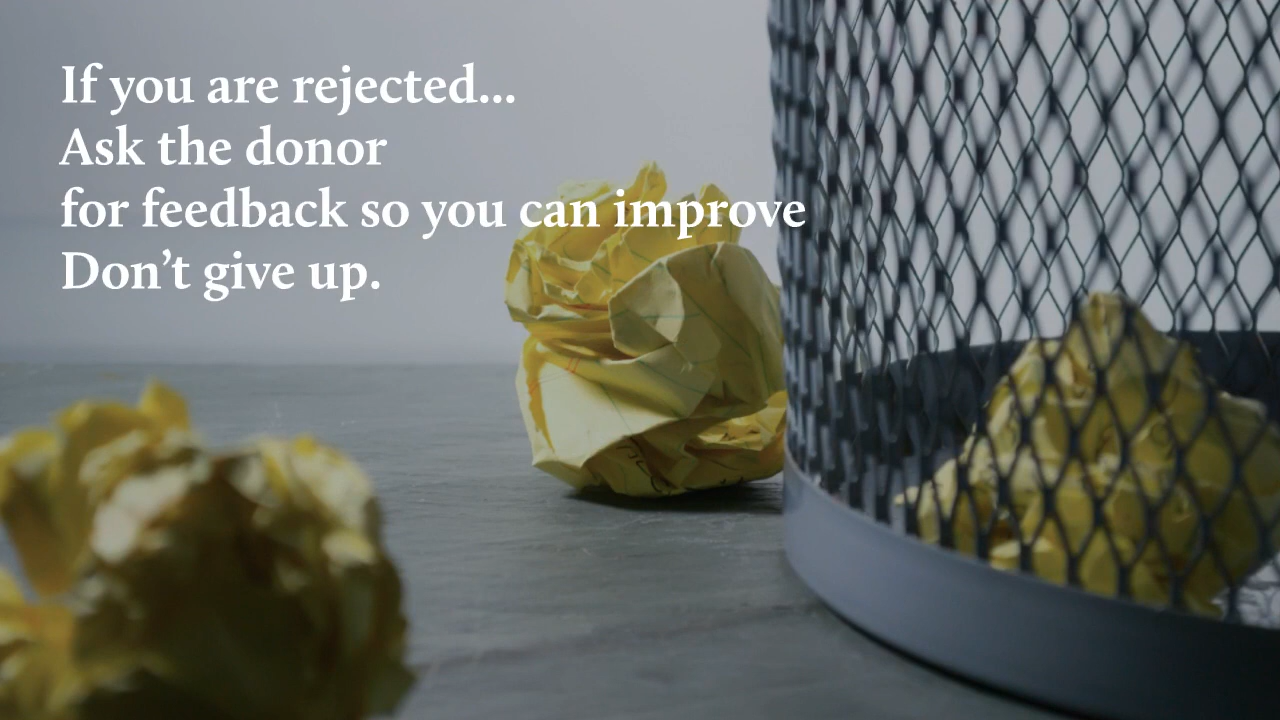 If you are rejected...
Ask the donor
for feedback so you can improve
Don’t give up.